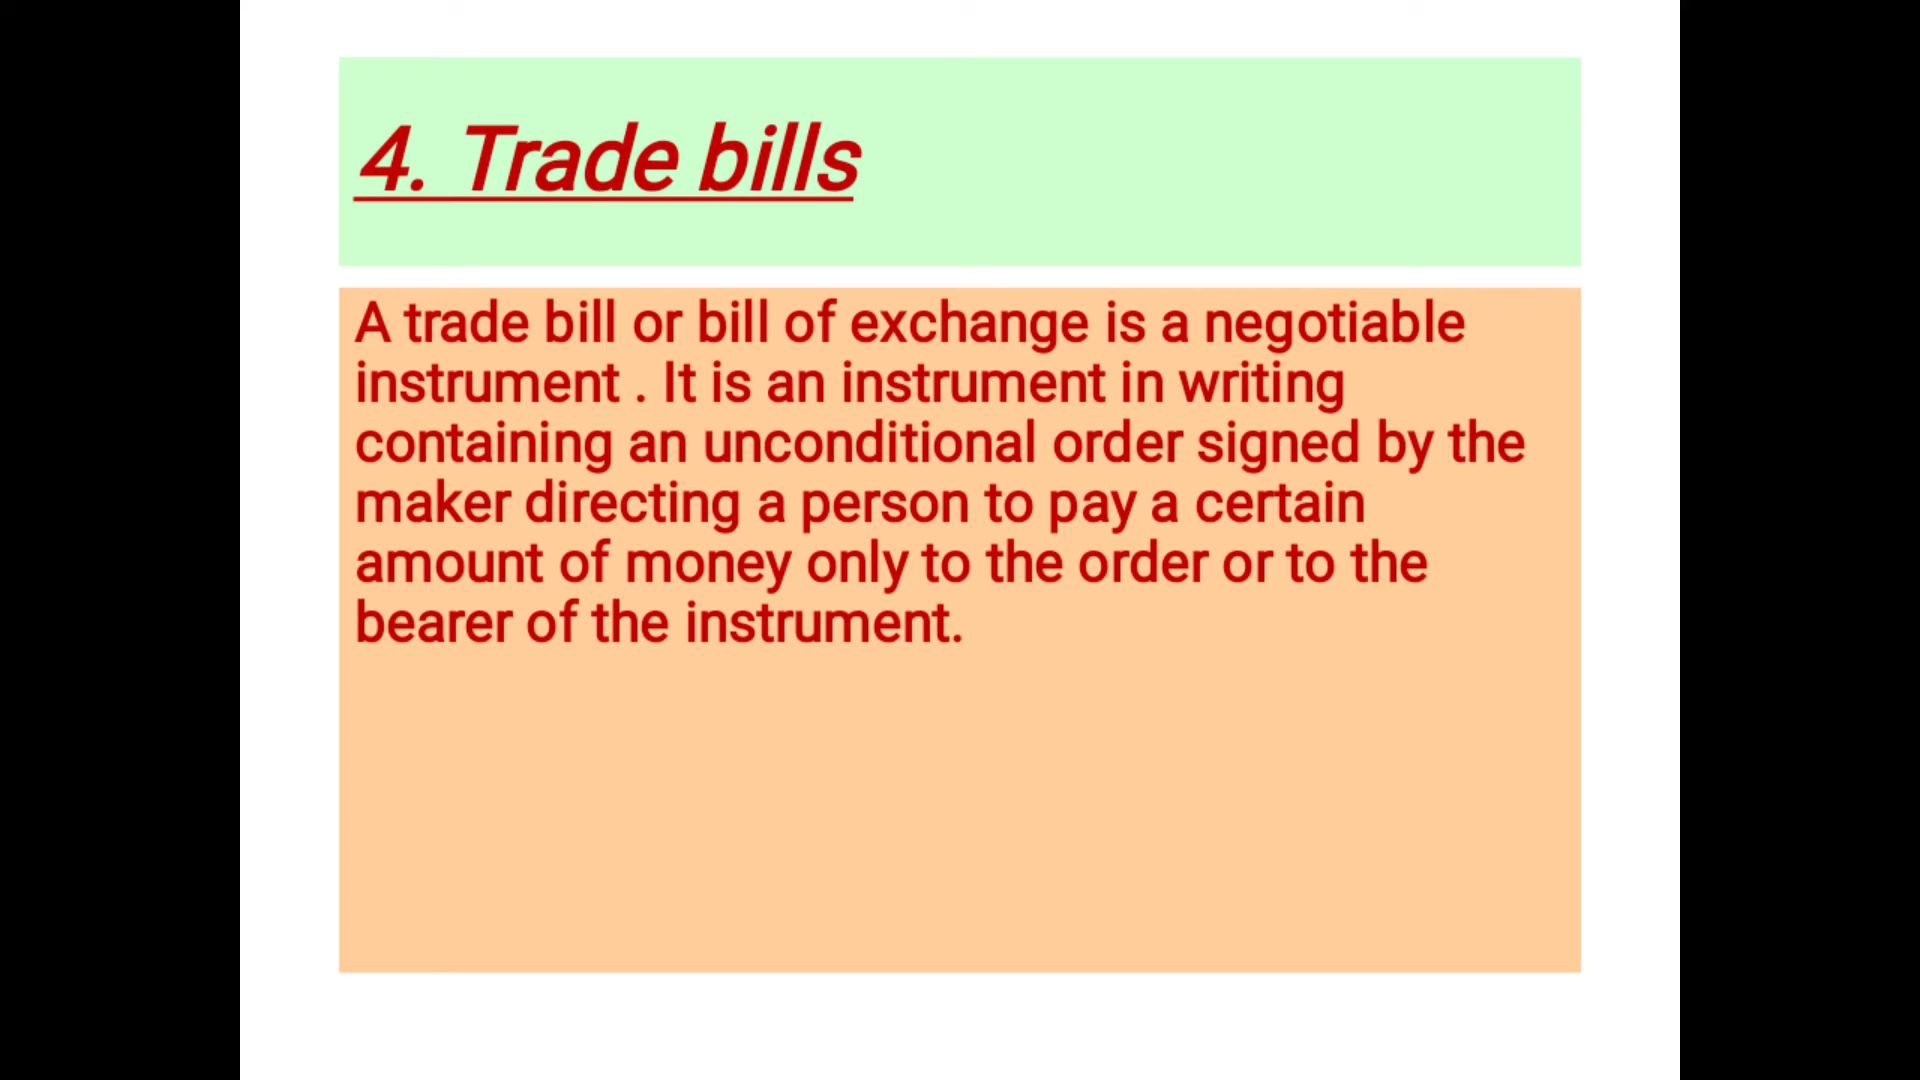 4. Trade bills
A trade bill or bill of exchange is a negotiable
instrument . It is an instrument in writing
containing an unconditional order signed by the
maker directing a person to pay a certain
amount of money only to the order or to the
bearer of the instrument.